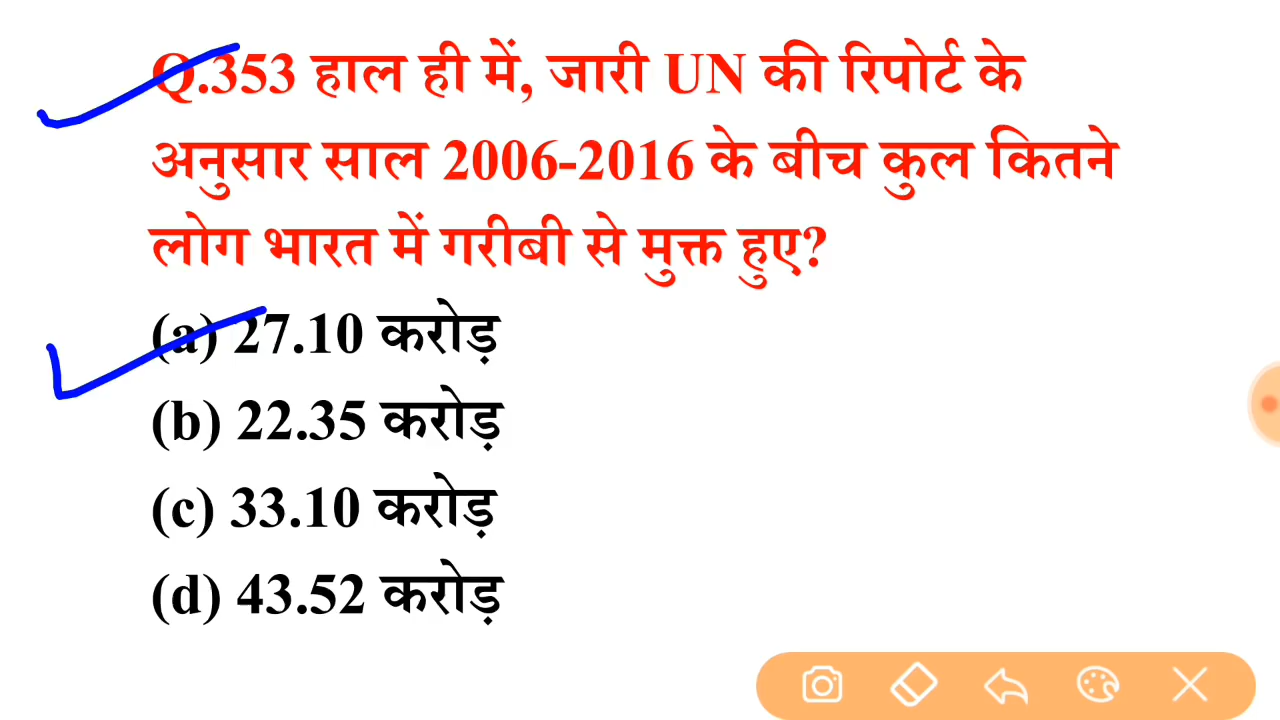 Q.353 हाल ही में, जारी UN की रिपोर्ट के
अनुसार साल 2006-2016 के बीच कुल कितने
लोग भारत में गरीबी से मुक्त हुए?
(a) 27.10 करोड़
(b) 22.35 करोड़
(c) 33.10 करोड़
(d) 43.52 करोड़